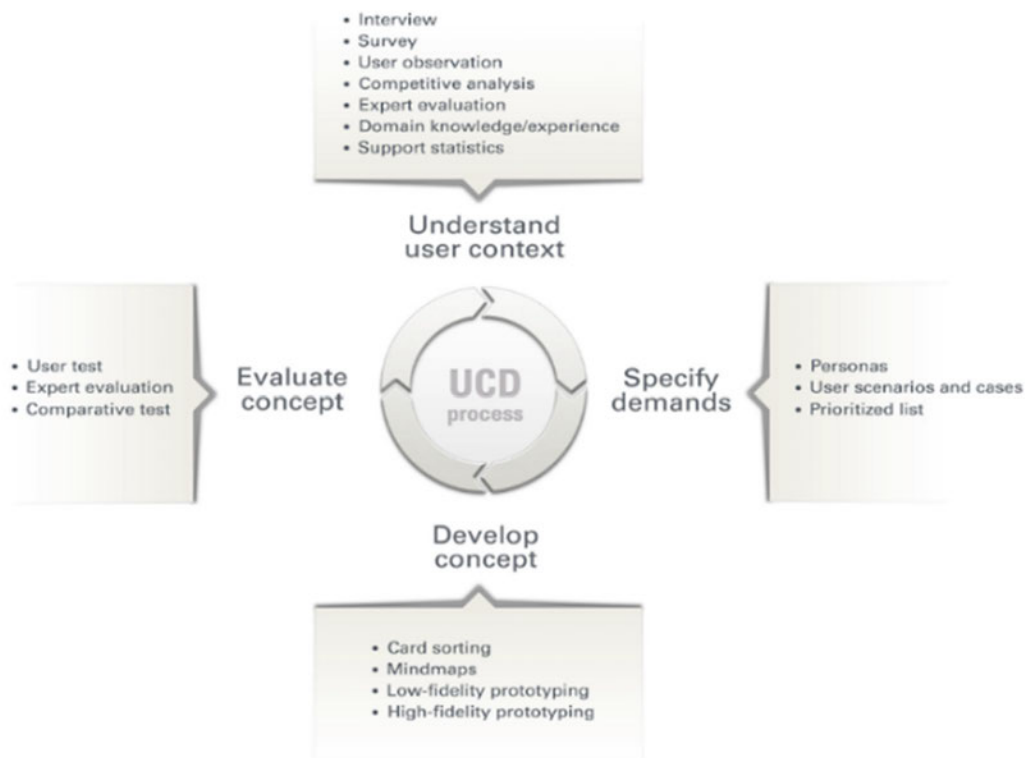 • Interview
• Survey
• User observation
• Competitive analysis
• Expert evaluation
• Domain knowledge/experience
• Support statistics
Understand
user context
• User test
• Expert evaluation
• Comparative test
Evaluate
concept
UCD
process
Specify
demands
• Personas
• User scenarios and cases
• Prioritized list
Develop
concept
• Card sorting
• Mindmaps
• Low-fidelity prototyping
• High-fidelity prototyping